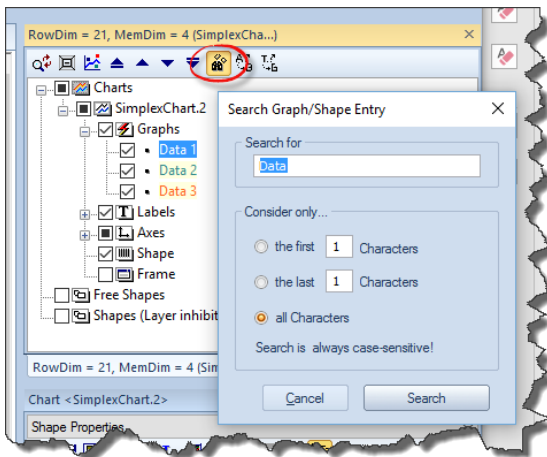 RowDim = 21, MemDim = 4 (SimplexCha...)
Charts
SimplexChart.2
Graphs
Data 1
Data 2
Data 3
T Labels
Axes
Shape
Frame
Free Shapes
Shapes (Layer inhibit
RowDim = 21, MemDim = 4 (Sim
Chart <SimplexChart.2>
Shape Properties
Search Graph/Shape Entry
Search for
Data
Consider only...
the first 1 Characters
the last 1 Characters
all Characters
Search is always case-sensitive!
Cancel Search